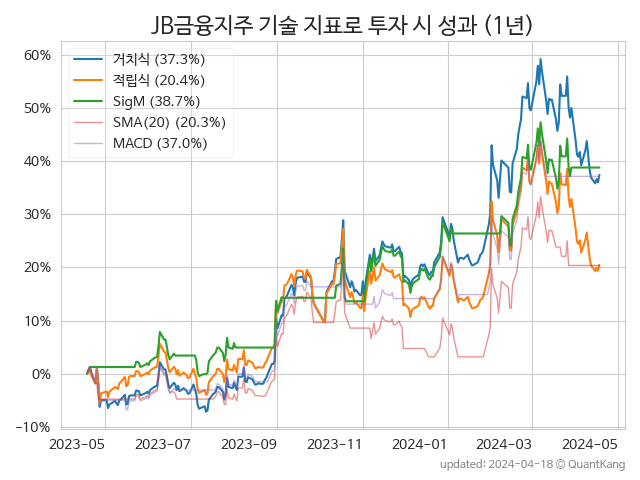 JB금융지주 기술 지표로 투자 시 성과 (1년)
거치식 (37.3%)
적립식 (20.4%)
SigM (38.7%)
SMA(20) (20.3%)
MACD (37.0%)
60%
50%
40%
30%
20%
10%
0%
−10%
2023-05 2023-07 2023-09 2023-11 2024-01 2024-03 2024-05
updated: 2024-04-18 © QuantKang